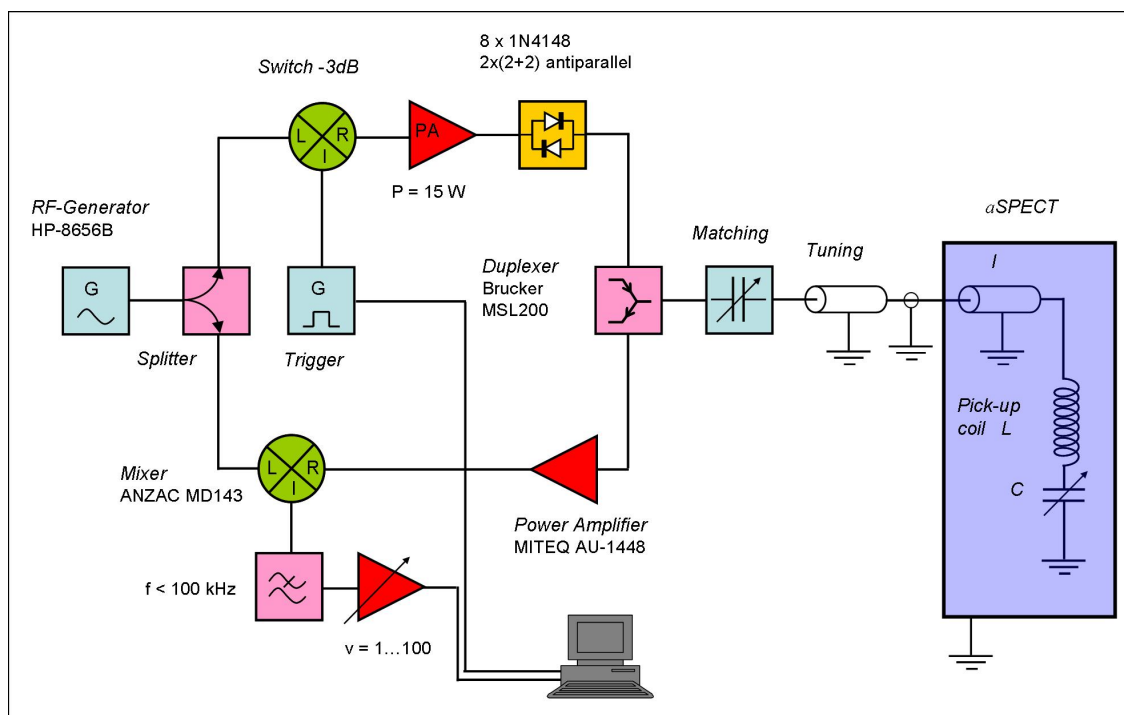 8 x 1N4148
2x(2+2) antiparallel
Switch -3dB
L R
I
PA
P = 15 W
RF-Generator
HP-8656B
G
Splitter
G
Trigger
Duplexer
Brucker
MSL200
Matching
Tuning
aSPECT
l
Pick-up
coil L
C
Mixer
ANZAC MD143
L R
I
Power Amplifier
MITEQ AU-1448
f < 100 kHz
v = 1...100